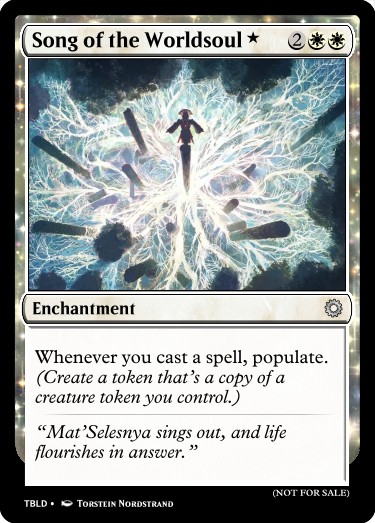 Song of the Worldsoul ★ 2
Enchantment
Whenever you cast a spell, populate.
(Create a token that's a copy of a
creature token you control.)
“Mat'Selesnya sings out, and life
flourishes in answer.”
(NOT FOR SALE)
TBLD • Torstein Nordstrand